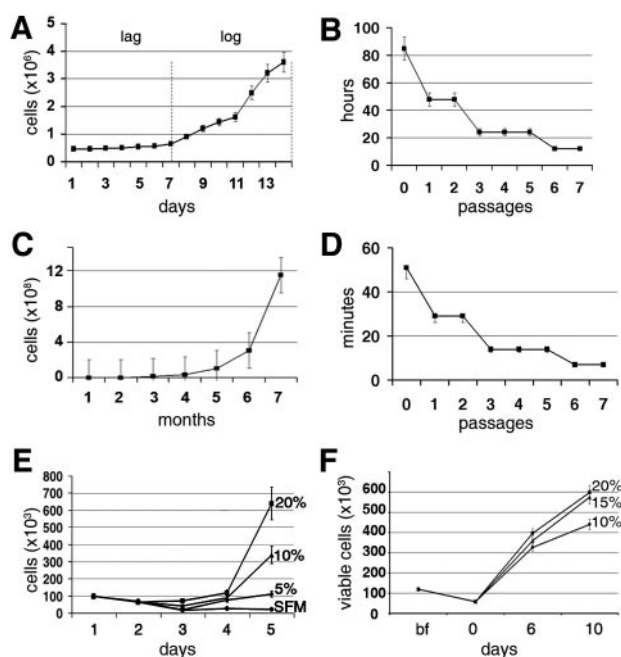 A
lag log
cells (x10⁶)
6
5
4
3
2
1
0
1 3 5 7 9 11 13
days
B
hours
100
80
60
40
20
0
0 1 2 3 4 5 6 7
passages
C
cells (x10⁸)
12
8
4
0
1 2 3 4 5 6 7
months
D
minutes
60
40
20
0
0 1 2 3 4 5 6 7
passages
E
cells (x10³)
800
700
600
500
400
300
200
100
0
20%
10%
5%
SFM
1 2 3 4 5
days
F
viable cells (x10³)
600
500
400
300
200
100
0
20%
15%
10%
bf 0 6 10
days